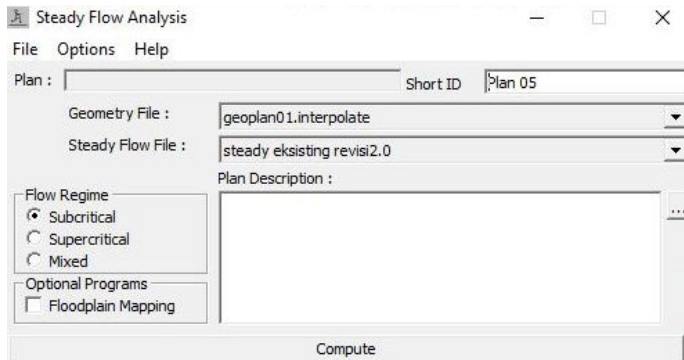 Steady Flow Analysis
File Options Help
Plan : Short ID Plan 05
Geometry File : geoplan01.interpolate
Steady Flow File : steady eksisting revisi2.0
Plan Description :
Flow Regime
Subcritical
Supercritical
Mixed
...
Optional Programs
Floodplain Mapping
Compute